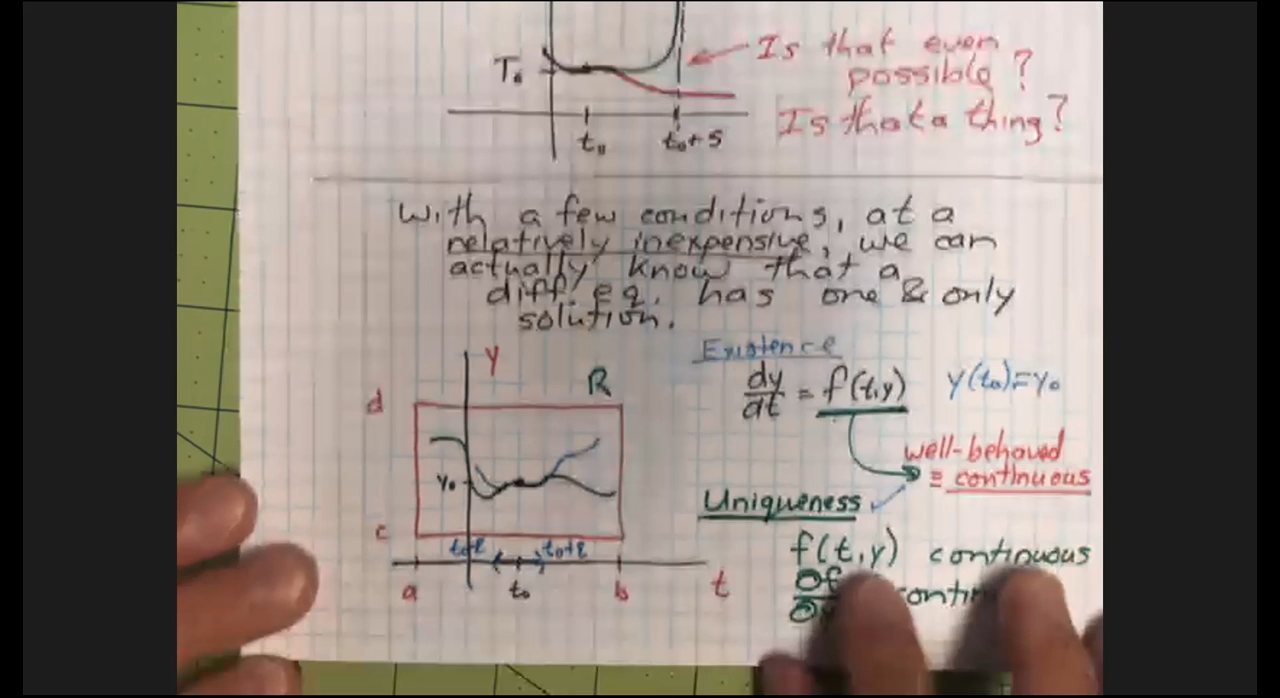 T₀
Is that even
possible?
Is that a thing?
t₀
t₀+5
With a few conditions, at a
relatively inexpensive, we can
actually know that a
diff. eq. has one & only
solution.
Existence
y
R
d
dy/dt = f(t,y)
y(t₀)=y₀
well-behaved
≡ continuous
y₀
Uniqueness
c
f(t,y) continuous
t₀-ε
t₀+ε
a
t₀
b
t